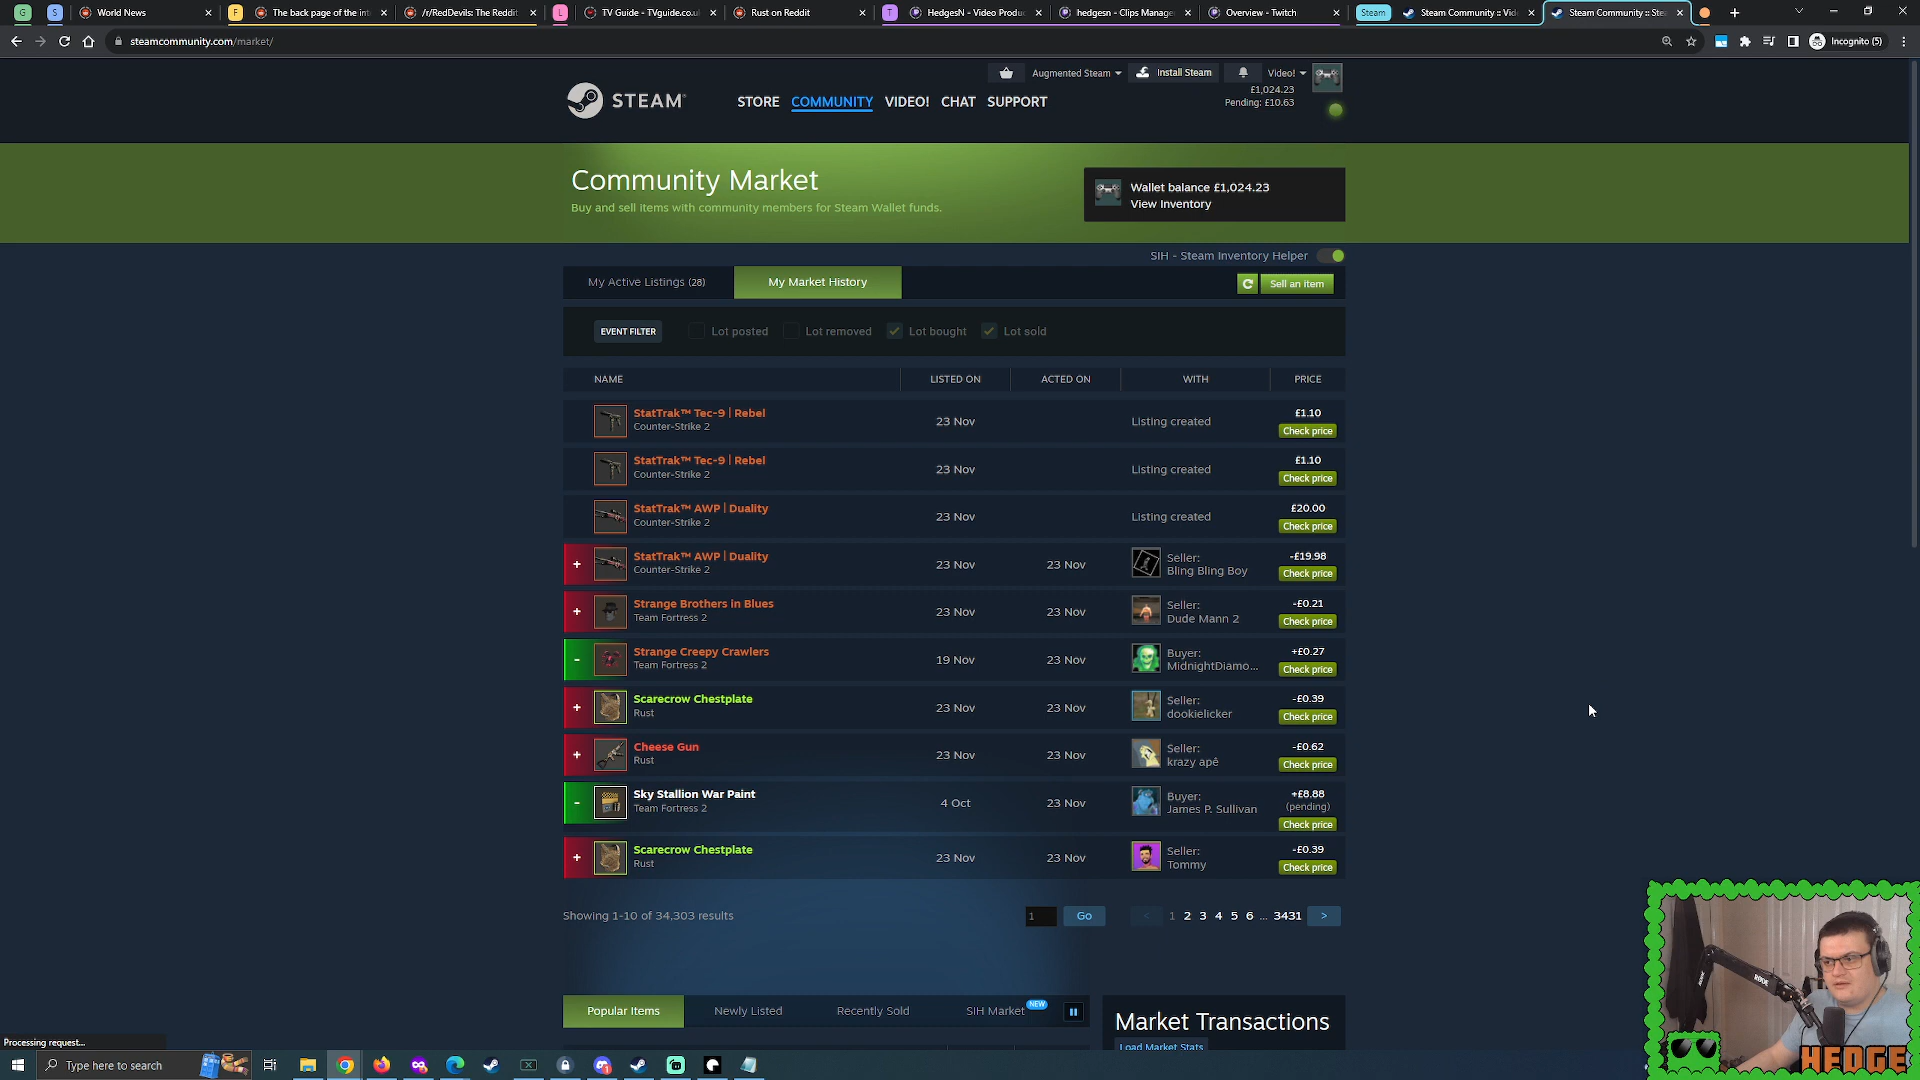 G
S
World News
F
The back page of the int
/r/RedDevils: The Reddit
L
TV Guide - TVguide.co.u
Rust on Reddit
T
HedgesN - Video Produc
hedgesn - Clips Manage
Overview - Twitch
Steam
Steam Community :: Vid
Steam Community :: Ste
steamcommunity.com/market/
Incognito (5)
Augmented Steam
Install Steam
Video!
£1,024.23
Pending: £10.63
STEAM
STORE
COMMUNITY
VIDEO!
CHAT
SUPPORT
Community Market
Buy and sell items with community members for Steam Wallet funds.
Wallet balance £1,024.23
View Inventory
SIH - Steam Inventory Helper
My Active Listings (28)
My Market History
Sell an item
EVENT FILTER
Lot posted
Lot removed
Lot bought
Lot sold
NAME
LISTED ON
ACTED ON
WITH
PRICE
StatTrak™ Tec-9 | Rebel
Counter-Strike 2
23 Nov
Listing created
£1.10
Check price
StatTrak™ Tec-9 | Rebel
Counter-Strike 2
23 Nov
Listing created
£1.10
Check price
StatTrak™ AWP | Duality
Counter-Strike 2
23 Nov
Listing created
£20.00
Check price
+
StatTrak™ AWP | Duality
Counter-Strike 2
23 Nov
23 Nov
Seller:
Bling Bling Boy
-£19.98
Check price
+
Strange Brothers in Blues
Team Fortress 2
23 Nov
23 Nov
Seller:
Dude Mann 2
-£0.21
Check price
-
Strange Creepy Crawlers
Team Fortress 2
19 Nov
23 Nov
Buyer:
MidnightDiamo...
+£0.27
Check price
+
Scarecrow Chestplate
Rust
23 Nov
23 Nov
Seller:
dookielicker
-£0.39
Check price
+
Cheese Gun
Rust
23 Nov
23 Nov
Seller:
krazy apê
-£0.62
Check price
-
Sky Stallion War Paint
Team Fortress 2
4 Oct
23 Nov
Buyer:
James P. Sullivan
+£8.88
(pending)
Check price
+
Scarecrow Chestplate
Rust
23 Nov
23 Nov
Seller:
Tommy
-£0.39
Check price
Showing 1-10 of 34,303 results
1
Go
< 1 2 3 4 5 6 ... 3431 >
Popular Items
Newly Listed
Recently Sold
SIH Market
NEW
Market Transactions
Load Market Stats
Processing request...
Type here to search
RØDE
HEDGE